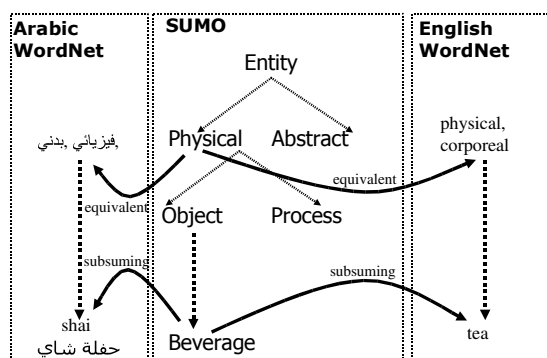 Arabic
WordNet
SUMO
English
WordNet
Entity
فيزيائي, بدني,
Physical
Abstract
physical,
corporeal
equivalent
equivalent
Object
Process
subsuming
subsuming
shai
حفلة شاي
Beverage
tea